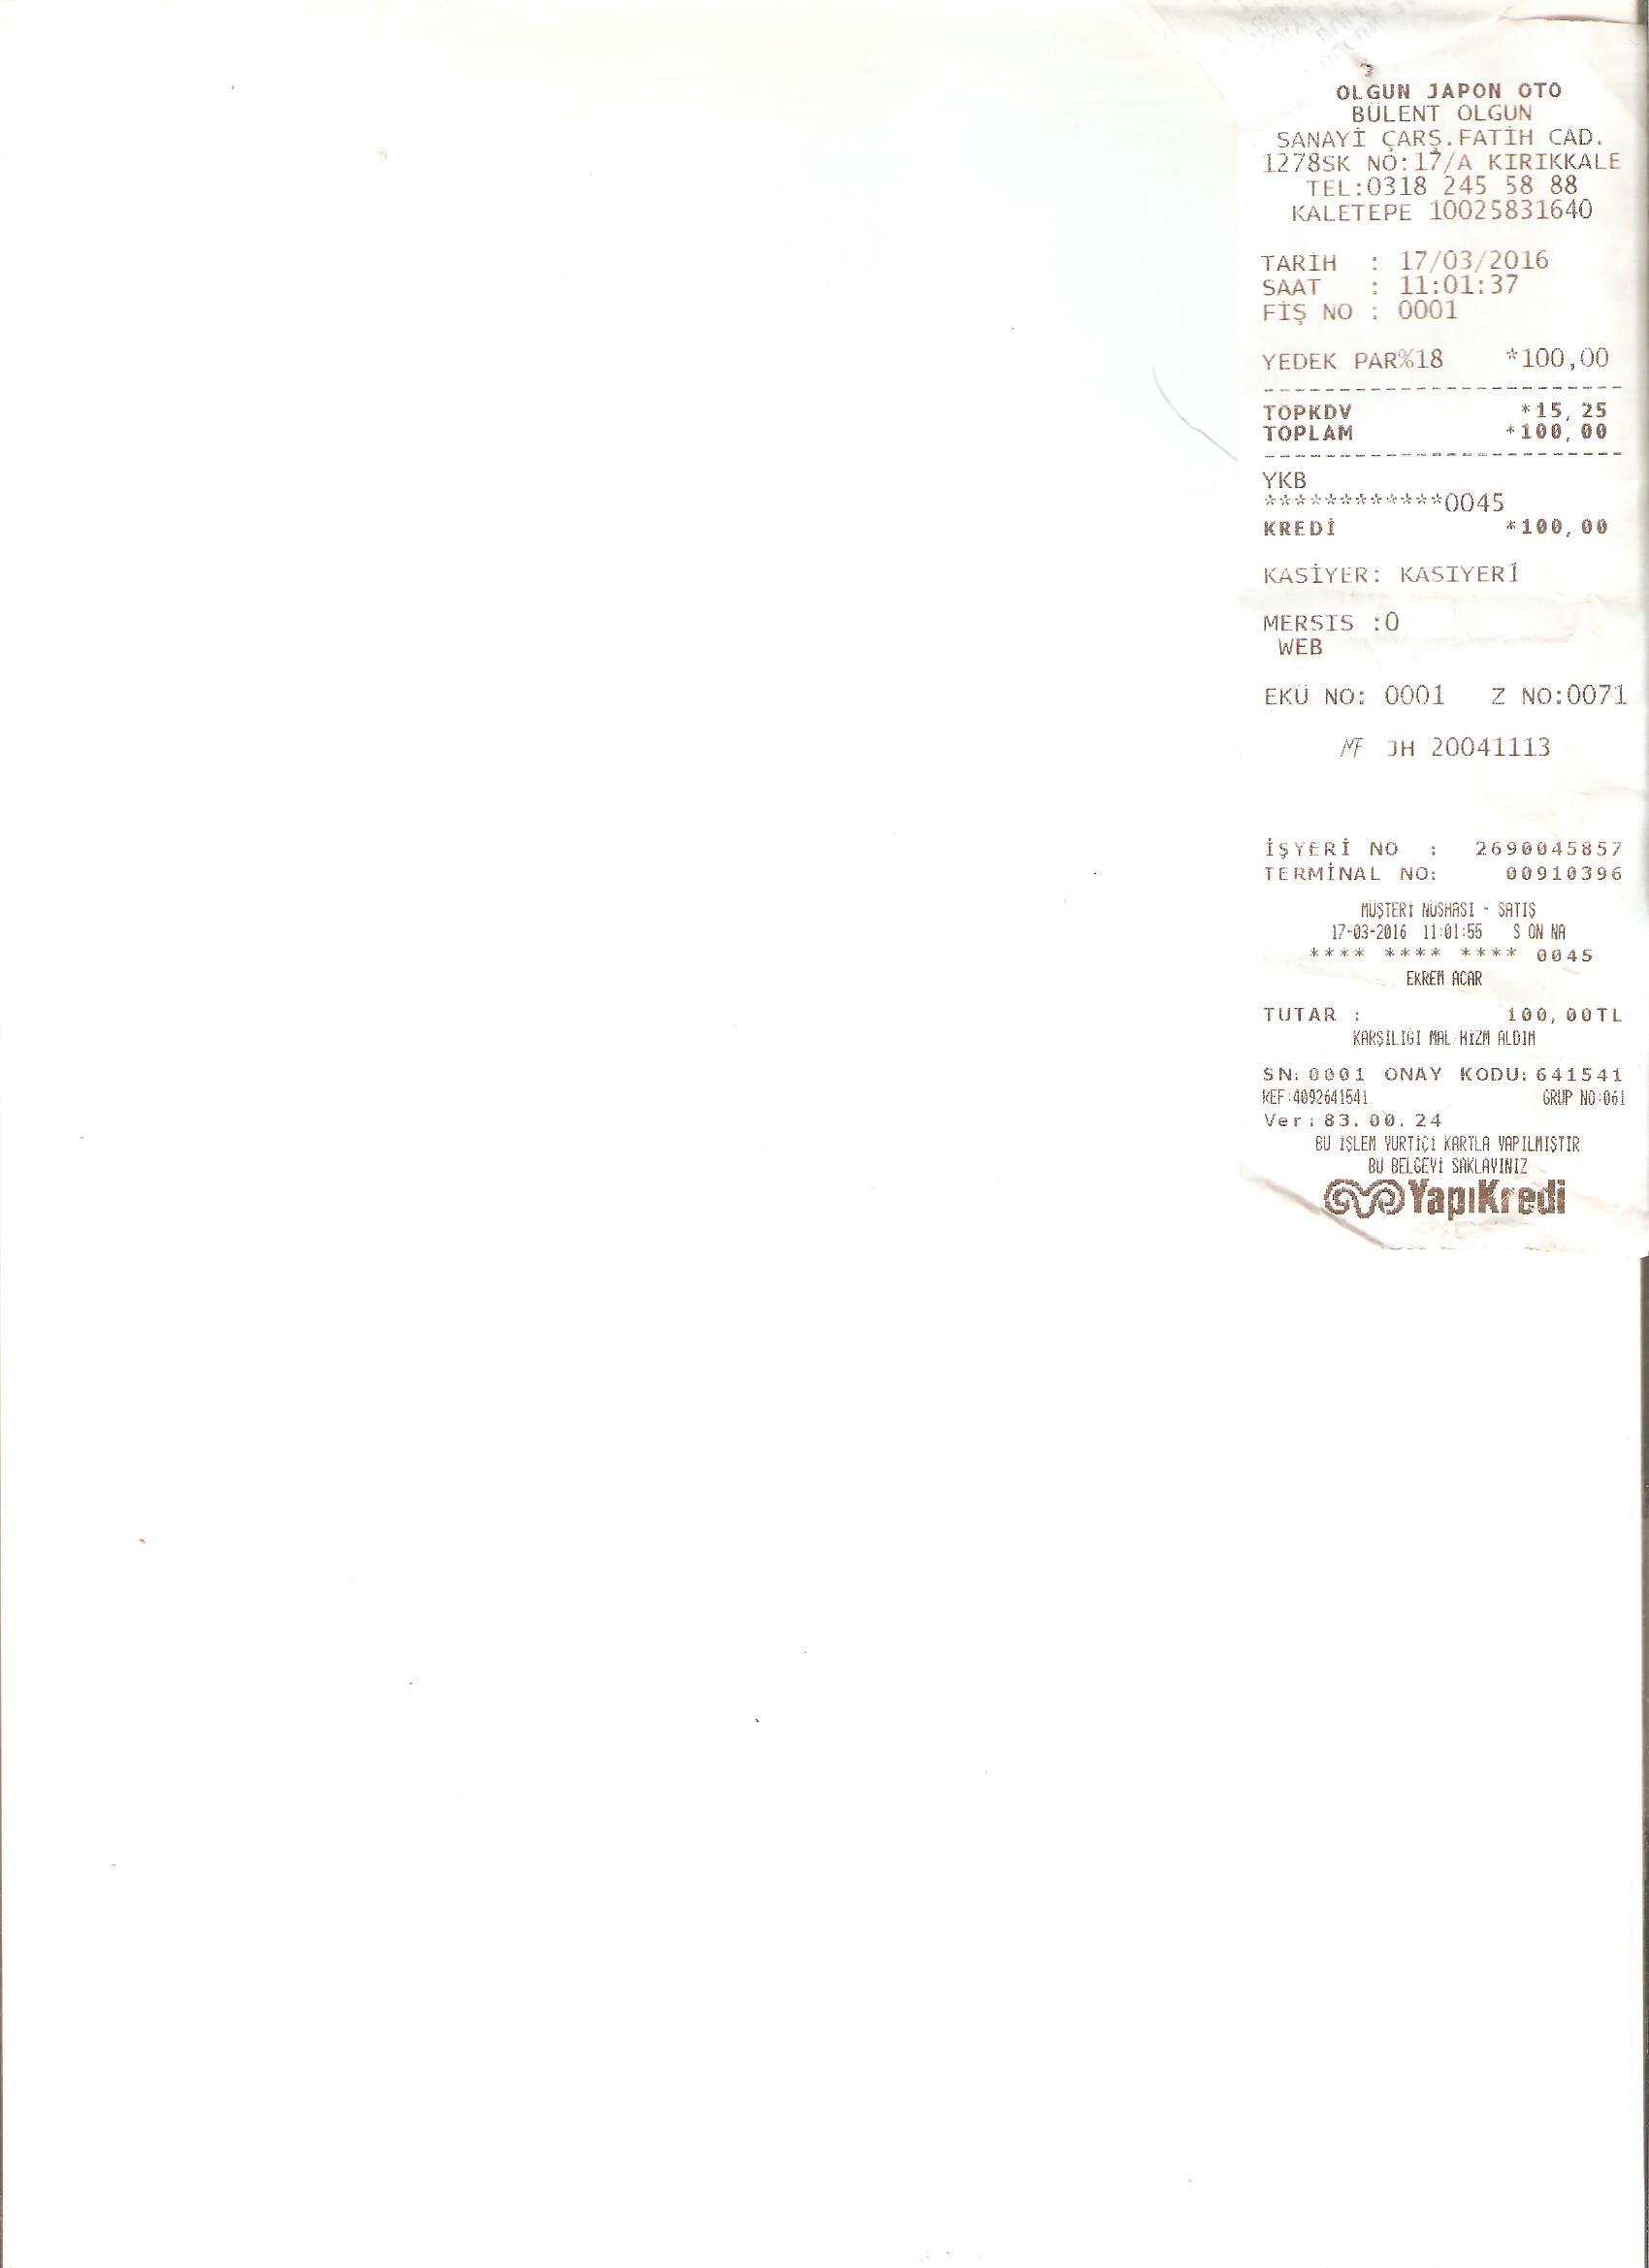 OLGUN JAPON OTO
BÜLENT OLGUN
SANAYİ ÇARŞ.FATİH CAD.
1278SK NO:17/A KIRIKKALE
TEL:0318 245 58 88
KALETEPE 10025831640
TARİH : 17/03/2016
SAAT : 11:01:37
FİŞ NO : 0001
YEDEK PAR%18 *100,00
TOPKDV *15,25
TOPLAM *100,00
YKB
************0045
KREDİ *100,00
KASİYER: KASIYER1
MERSIS :0
WEB
EKÜ NO: 0001 Z NO:0071
MF JH 20041113
İŞYERİ NO : 2690045857
TERMİNAL NO: 00910396
MÜŞTERİ NÜSHASI - SATIŞ
17-03-2016 11:01:55 S ON NA
**** **** **** 0045
EKREM ACAR
TUTAR : 100,00TL
KARŞILIĞI MAL HİZM ALDIM
SN: 0001 ONAY KODU: 641541
REF:4092641541 GRUP NO:061
Ver: 83.00.24
BU İŞLEM YURTİÇİ KARTLA YAPILMIŞTIR
BU BELGEYİ SAKLAYINIZ
YapıKredi